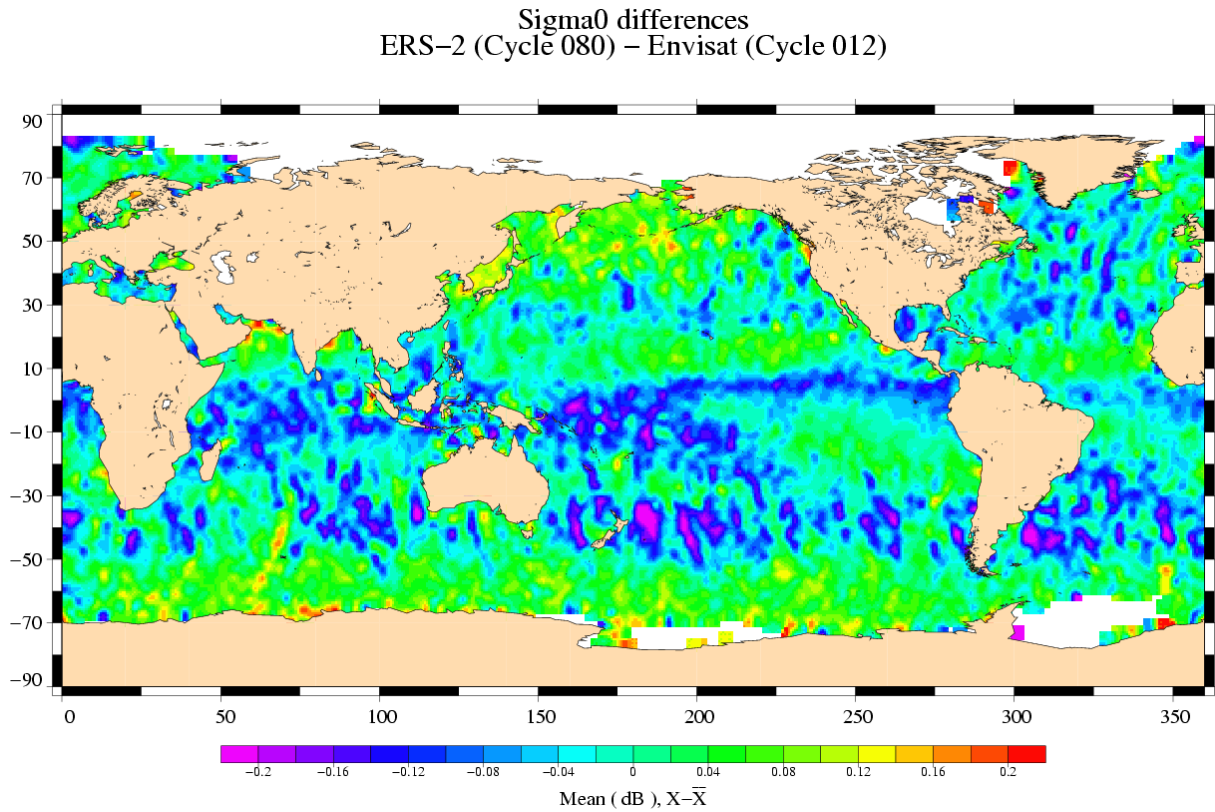 Sigma0 differences
ERS−2 (Cycle 080) − Envisat (Cycle 012)
90
70
50
30
10
−10
−30
−50
−70
−90
0 50 100 150 200 250 300 350
−0.2 −0.16 −0.12 −0.08 −0.04 0 0.04 0.08 0.12 0.16 0.2
Mean ( dB ), X−X̅